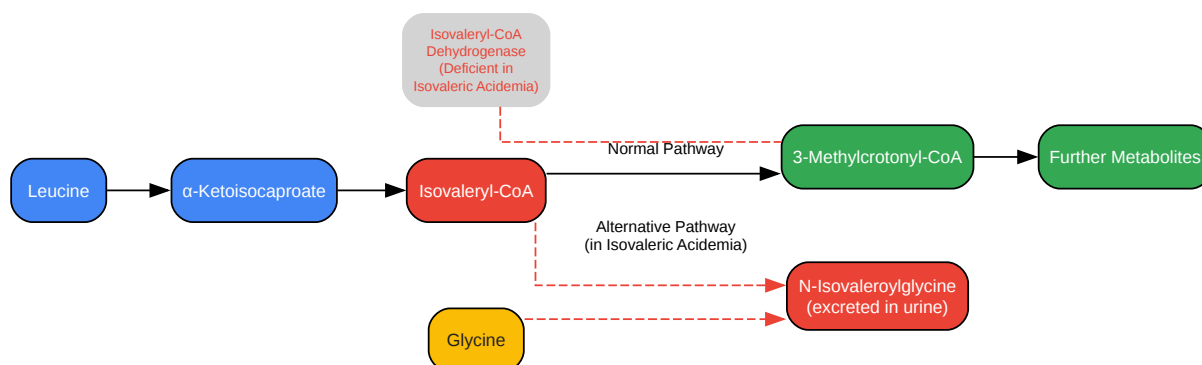 Isovaleryl-CoA
Dehydrogenase
(Deficient in
Isovaleric Acidemia)
Normal Pathway
Leucine
α-Ketoisocaproate
Isovaleryl-CoA
3-Methylcrotonyl-CoA
Further Metabolites
Alternative Pathway
(in Isovaleric Acidemia)
N-Isovaleroylglycine
(excreted in urine)
Glycine